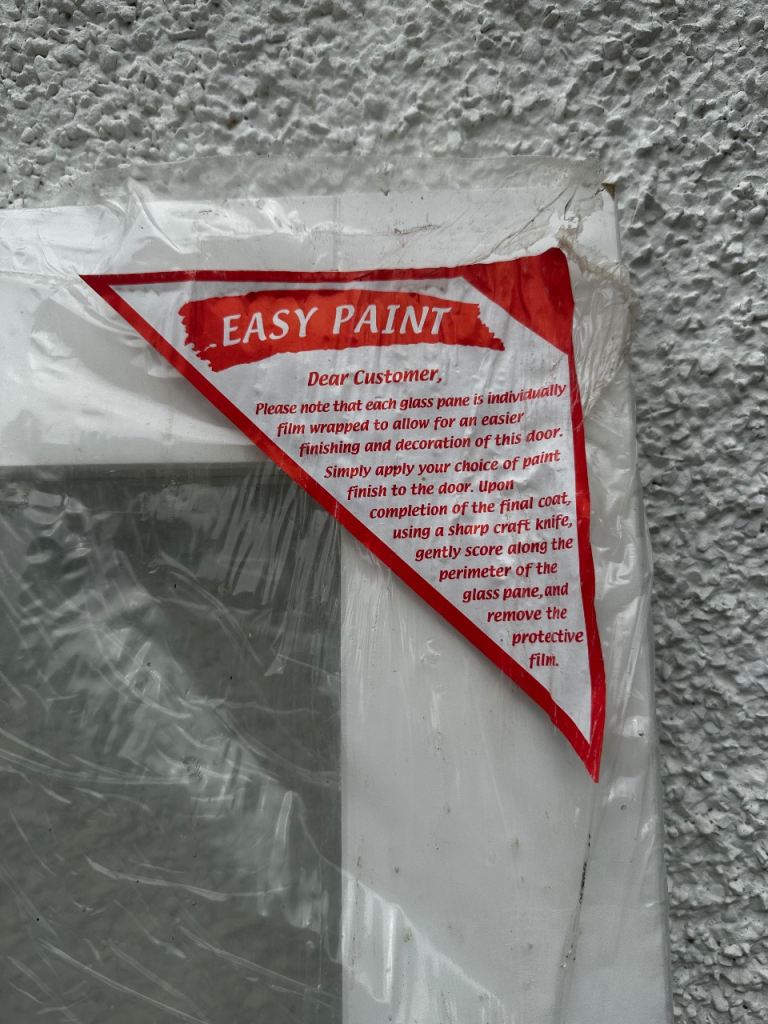 EASY PAINT
Dear Customer,
Please note that each glass pane is individually
film wrapped to allow for an easier
finishing and decoration of this door.
Simply apply your choice of paint
finish to the door. Upon
completion of the final coat,
using a sharp craft knife,
gently score along the
perimeter of the
glass pane, and
remove the
protective
film.